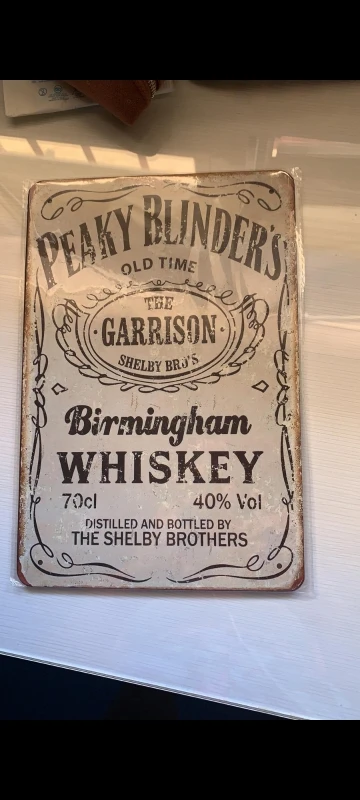 PEAKY BLINDER'S
OLD TIME
THE
GARRISON
SHELBY BRO'S
Birmingham
WHISKEY
70cl 40% Vol
DISTILLED AND BOTTLED BY
THE SHELBY BROTHERS